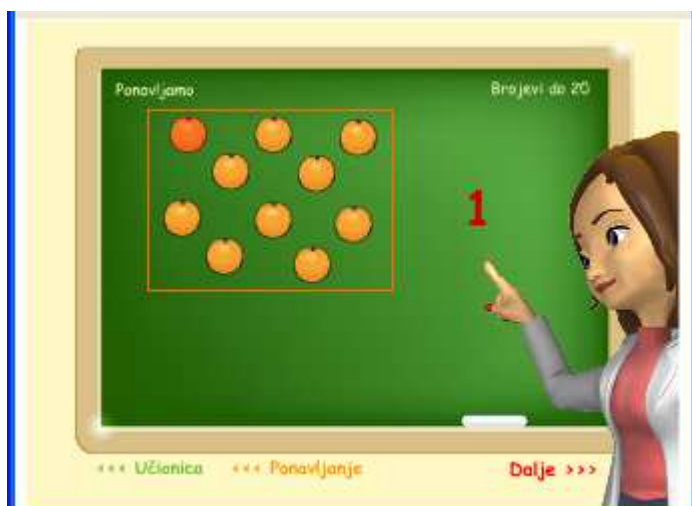 Ponavljamo
Brojevi do 20
1
<<< Učionica
<<< Ponavljanje
Dalje >>>